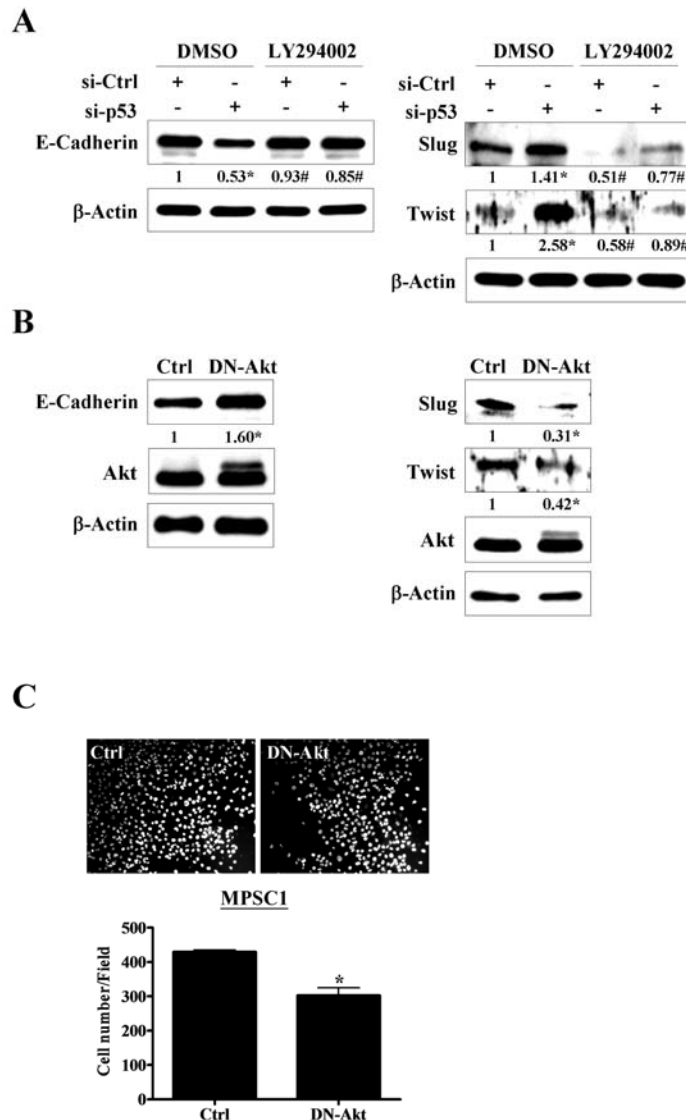 A
DMSO LY294002
si-Ctrl + - + -
si-p53 - + - +
E-Cadherin
1 0.53* 0.93# 0.85#
β-Actin
DMSO LY294002
si-Ctrl + - + -
si-p53 - + - +
Slug
1 1.41* 0.51# 0.77#
Twist
1 2.58* 0.58# 0.89#
β-Actin
B
Ctrl DN-Akt
E-Cadherin
1 1.60*
Akt
β-Actin
Ctrl DN-Akt
Slug
1 0.31*
Twist
1 0.42*
Akt
β-Actin
C
Ctrl DN-Akt
MPSC1
Cell number/Field
500
400
300
200
100
0
*
Ctrl DN-Akt